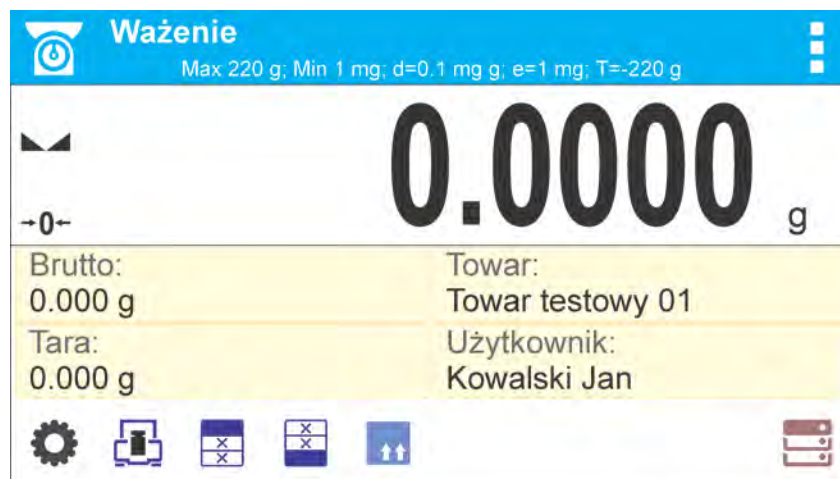 Ważenie
Max 220 g; Min 1 mg; d=0.1 mg g; e=1 mg; T=-220 g
0.0000 g
→0←
Brutto:
0.000 g
Towar:
Towar testowy 01
Tara:
0.000 g
Użytkownik:
Kowalski Jan